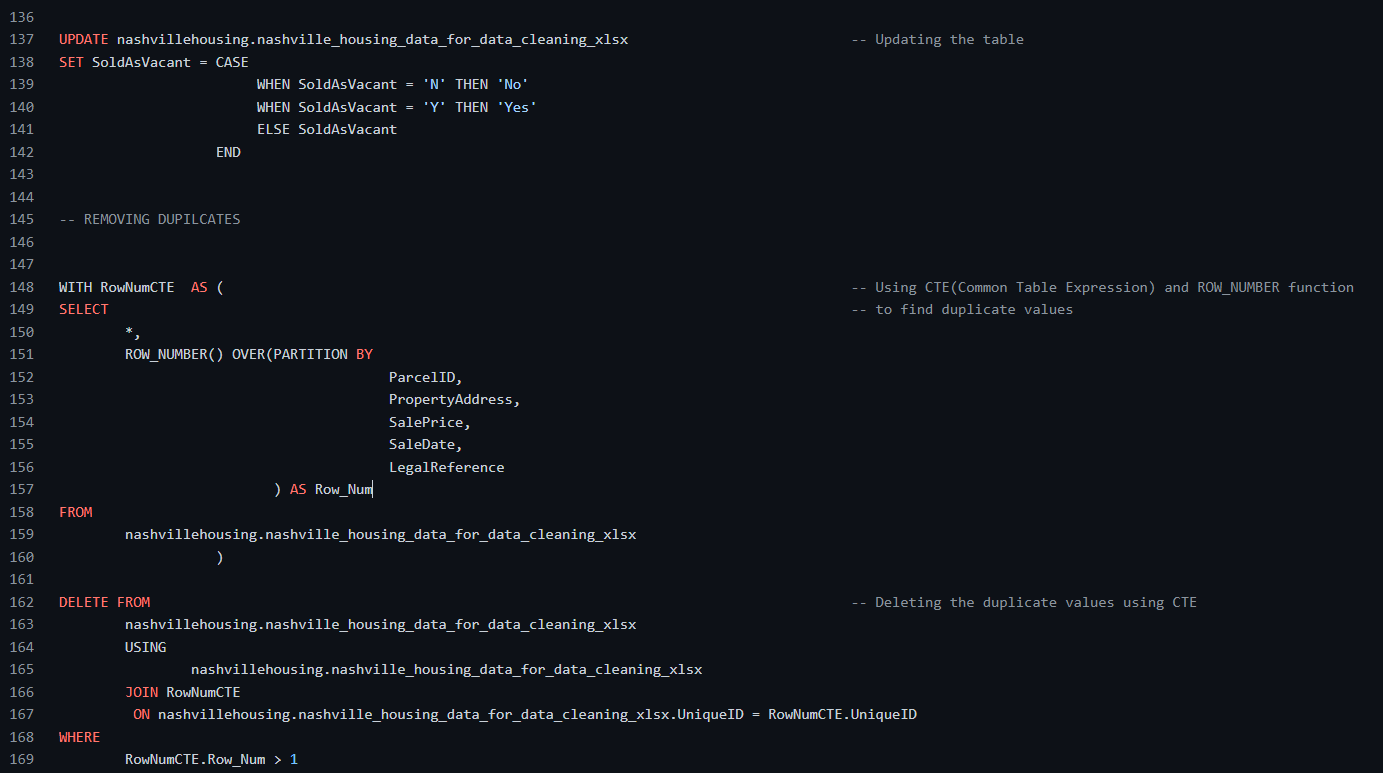 136
137 UPDATE nashvillehousing.nashville_housing_data_for_data_cleaning_xlsx -- Updating the table
138 SET SoldAsVacant = CASE
139 WHEN SoldAsVacant = 'N' THEN 'No'
140 WHEN SoldAsVacant = 'Y' THEN 'Yes'
141 ELSE SoldAsVacant
142 END
143
144
145 -- REMOVING DUPILCATES
146
147
148 WITH RowNumCTE  AS ( -- Using CTE(Common Table Expression) and ROW_NUMBER function
149 SELECT -- to find duplicate values
150 *,
151 ROW_NUMBER() OVER(PARTITION BY
152 ParcelID,
153 PropertyAddress,
154 SalePrice,
155 SaleDate,
156 LegalReference
157 ) AS Row_Num
158 FROM
159 nashvillehousing.nashville_housing_data_for_data_cleaning_xlsx
160 )
161
162 DELETE FROM -- Deleting the duplicate values using CTE
163 nashvillehousing.nashville_housing_data_for_data_cleaning_xlsx
164 USING
165 nashvillehousing.nashville_housing_data_for_data_cleaning_xlsx
166 JOIN RowNumCTE
167 ON nashvillehousing.nashville_housing_data_for_data_cleaning_xlsx.UniqueID = RowNumCTE.UniqueID
168 WHERE
169 RowNumCTE.Row_Num > 1